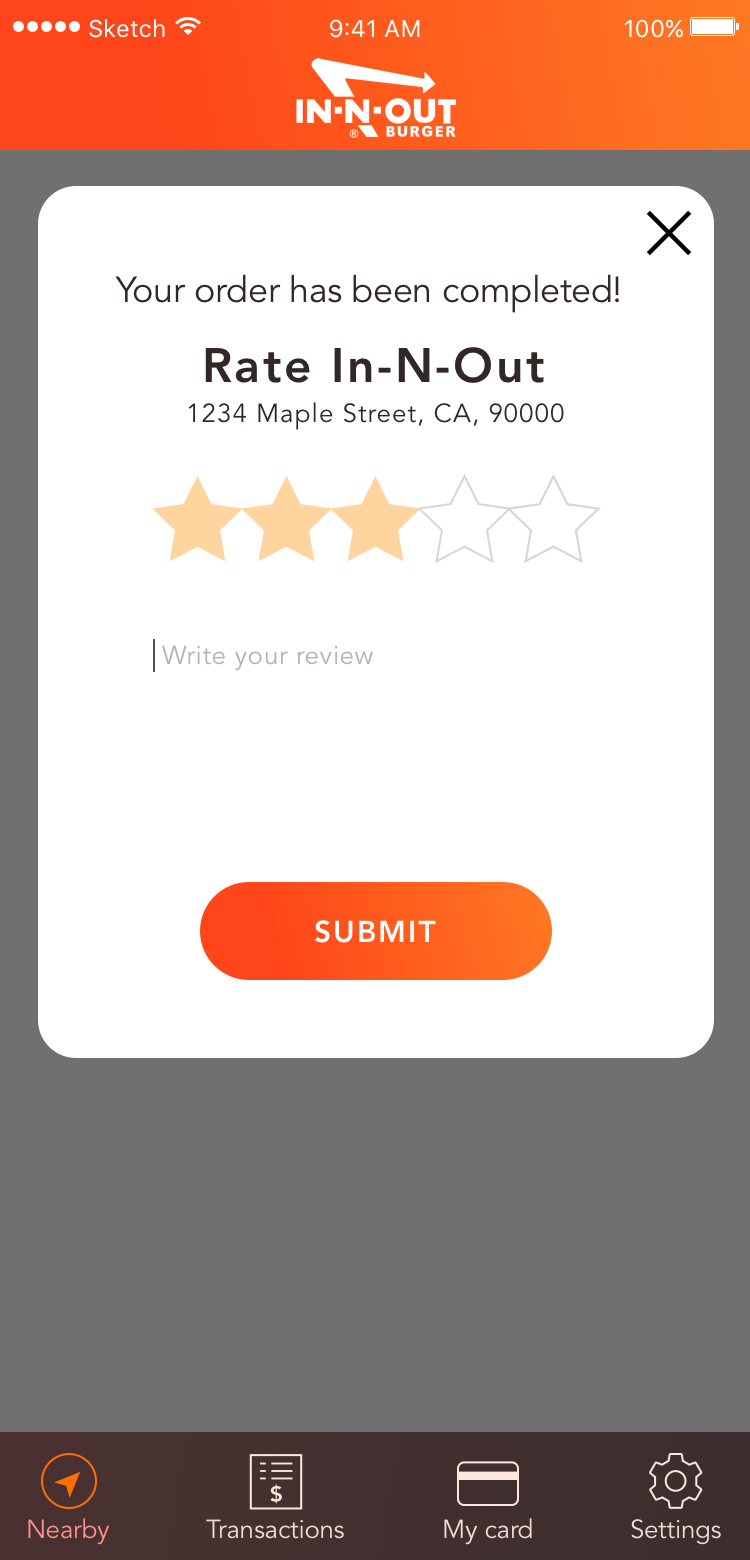 Sketch 9:41 AM 100%
IN-N-OUT
® BURGER
Your order has been completed!
Rate In-N-Out
1234 Maple Street, CA, 90000
Write your review
SUBMIT
$
Nearby Transactions My card Settings